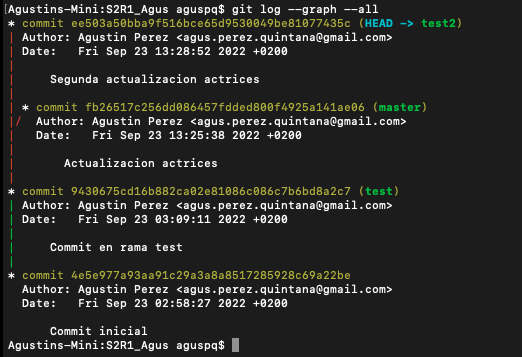 [Agustins-Mini:S2R1_Agus aguspq$ git log --graph --all
* commit ee503a50bba9f516bce65d9530049be81077435c (HEAD -> test2)
| Author: Agustin Perez <agus.perez.quintana@gmail.com>
| Date:   Fri Sep 23 13:28:52 2022 +0200
|
|     Segunda actualizacion actrices
|
| * commit fb26517c256dd086457fdded800f4925a141ae06 (master)
|/  Author: Agustin Perez <agus.perez.quintana@gmail.com>
|   Date:   Fri Sep 23 13:25:38 2022 +0200
|
|       Actualizacion actrices
|
* commit 9430675cd16b882ca02e81086c086c7b6bd8a2c7 (test)
| Author: Agustin Perez <agus.perez.quintana@gmail.com>
| Date:   Fri Sep 23 03:09:11 2022 +0200
|
|     Commit en rama test
|
* commit 4e5e977a93aa91c29a3a8a8517285928c69a22be
  Author: Agustin Perez <agus.perez.quintana@gmail.com>
  Date:   Fri Sep 23 02:58:27 2022 +0200

      Commit inicial
Agustins-Mini:S2R1_Agus aguspq$